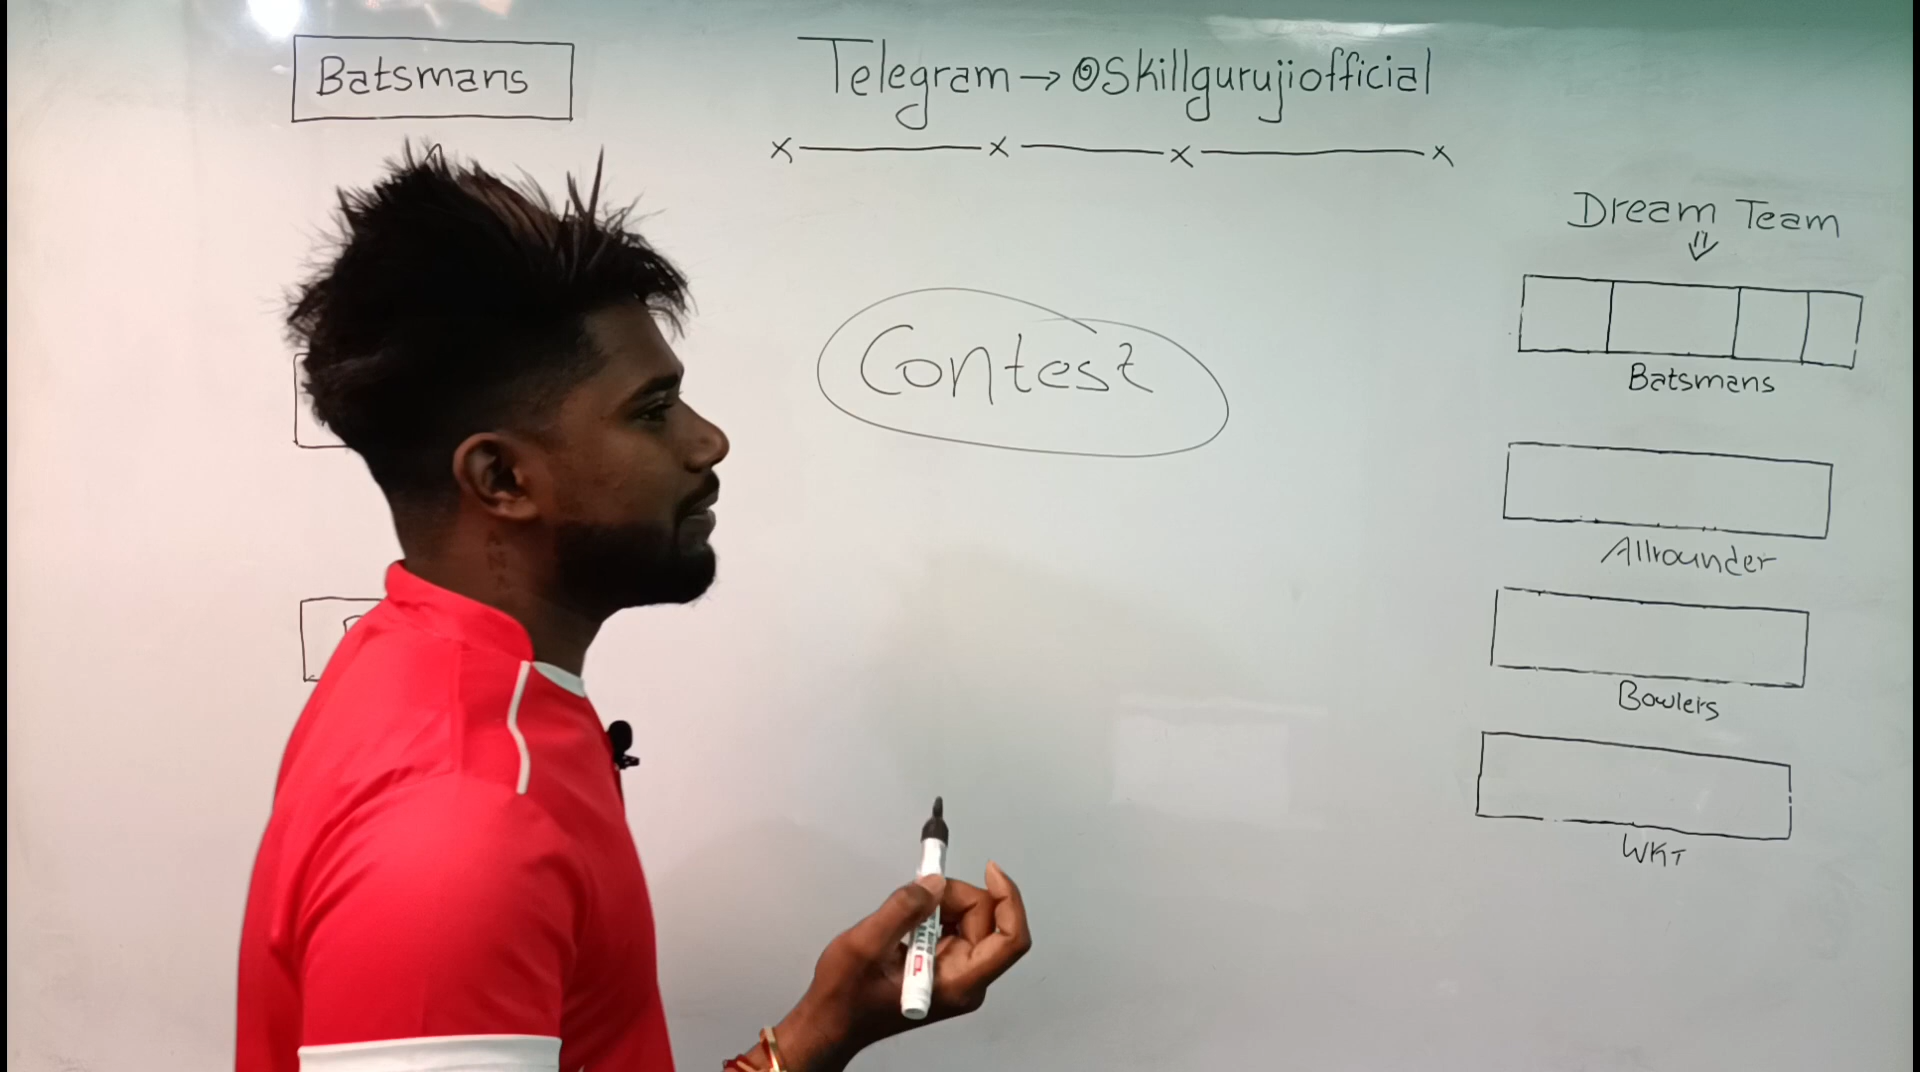 Batsmans
Telegram → @Skillgurujiofficial
Dream Team
Contest
Batsmans
Allrounder
Bowlers
WKT